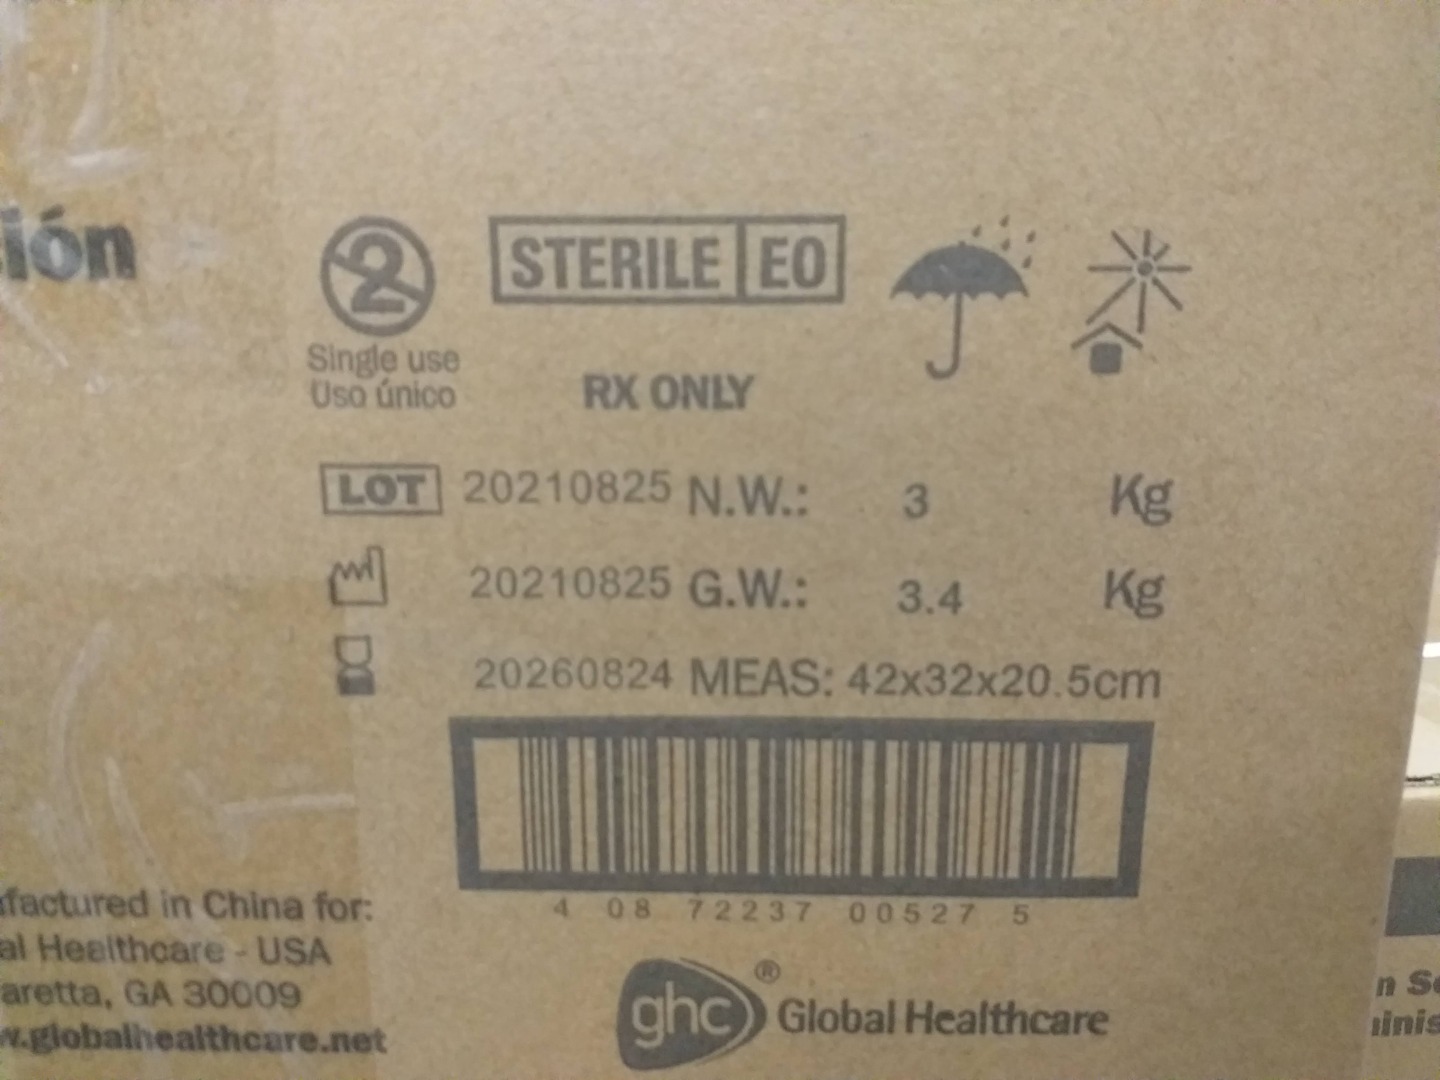 ión
2
STERILE EO
Single use
Uso único
RX ONLY
LOT 20210825 N.W.: 3 Kg
20210825 G.W.: 3.4 Kg
20260824 MEAS: 42x32x20.5cm
4 08 72237 00527 5
factured in China for:
al Healthcare - USA
aretta, GA 30009
w.globalhealthcare.net
ghc® Global Healthcare
n S
inis